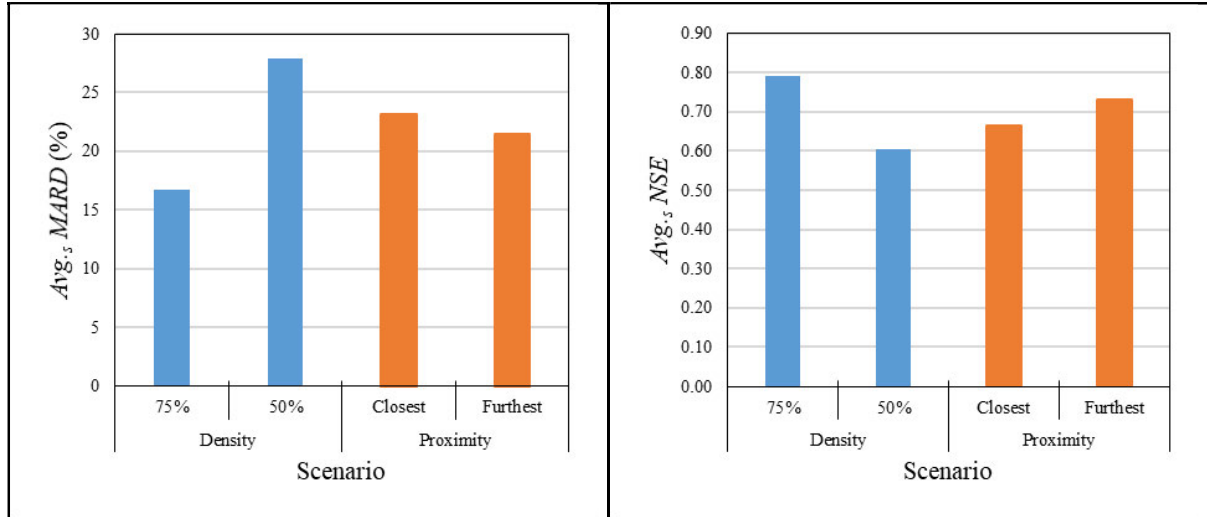 Avg.s MARD (%)
30
25
20
15
10
5
0
75%
50%
Closest
Furthest
Density
Proximity
Scenario
Avg.s NSE
0.90
0.80
0.70
0.60
0.50
0.40
0.30
0.20
0.10
0.00
75%
50%
Closest
Furthest
Density
Proximity
Scenario